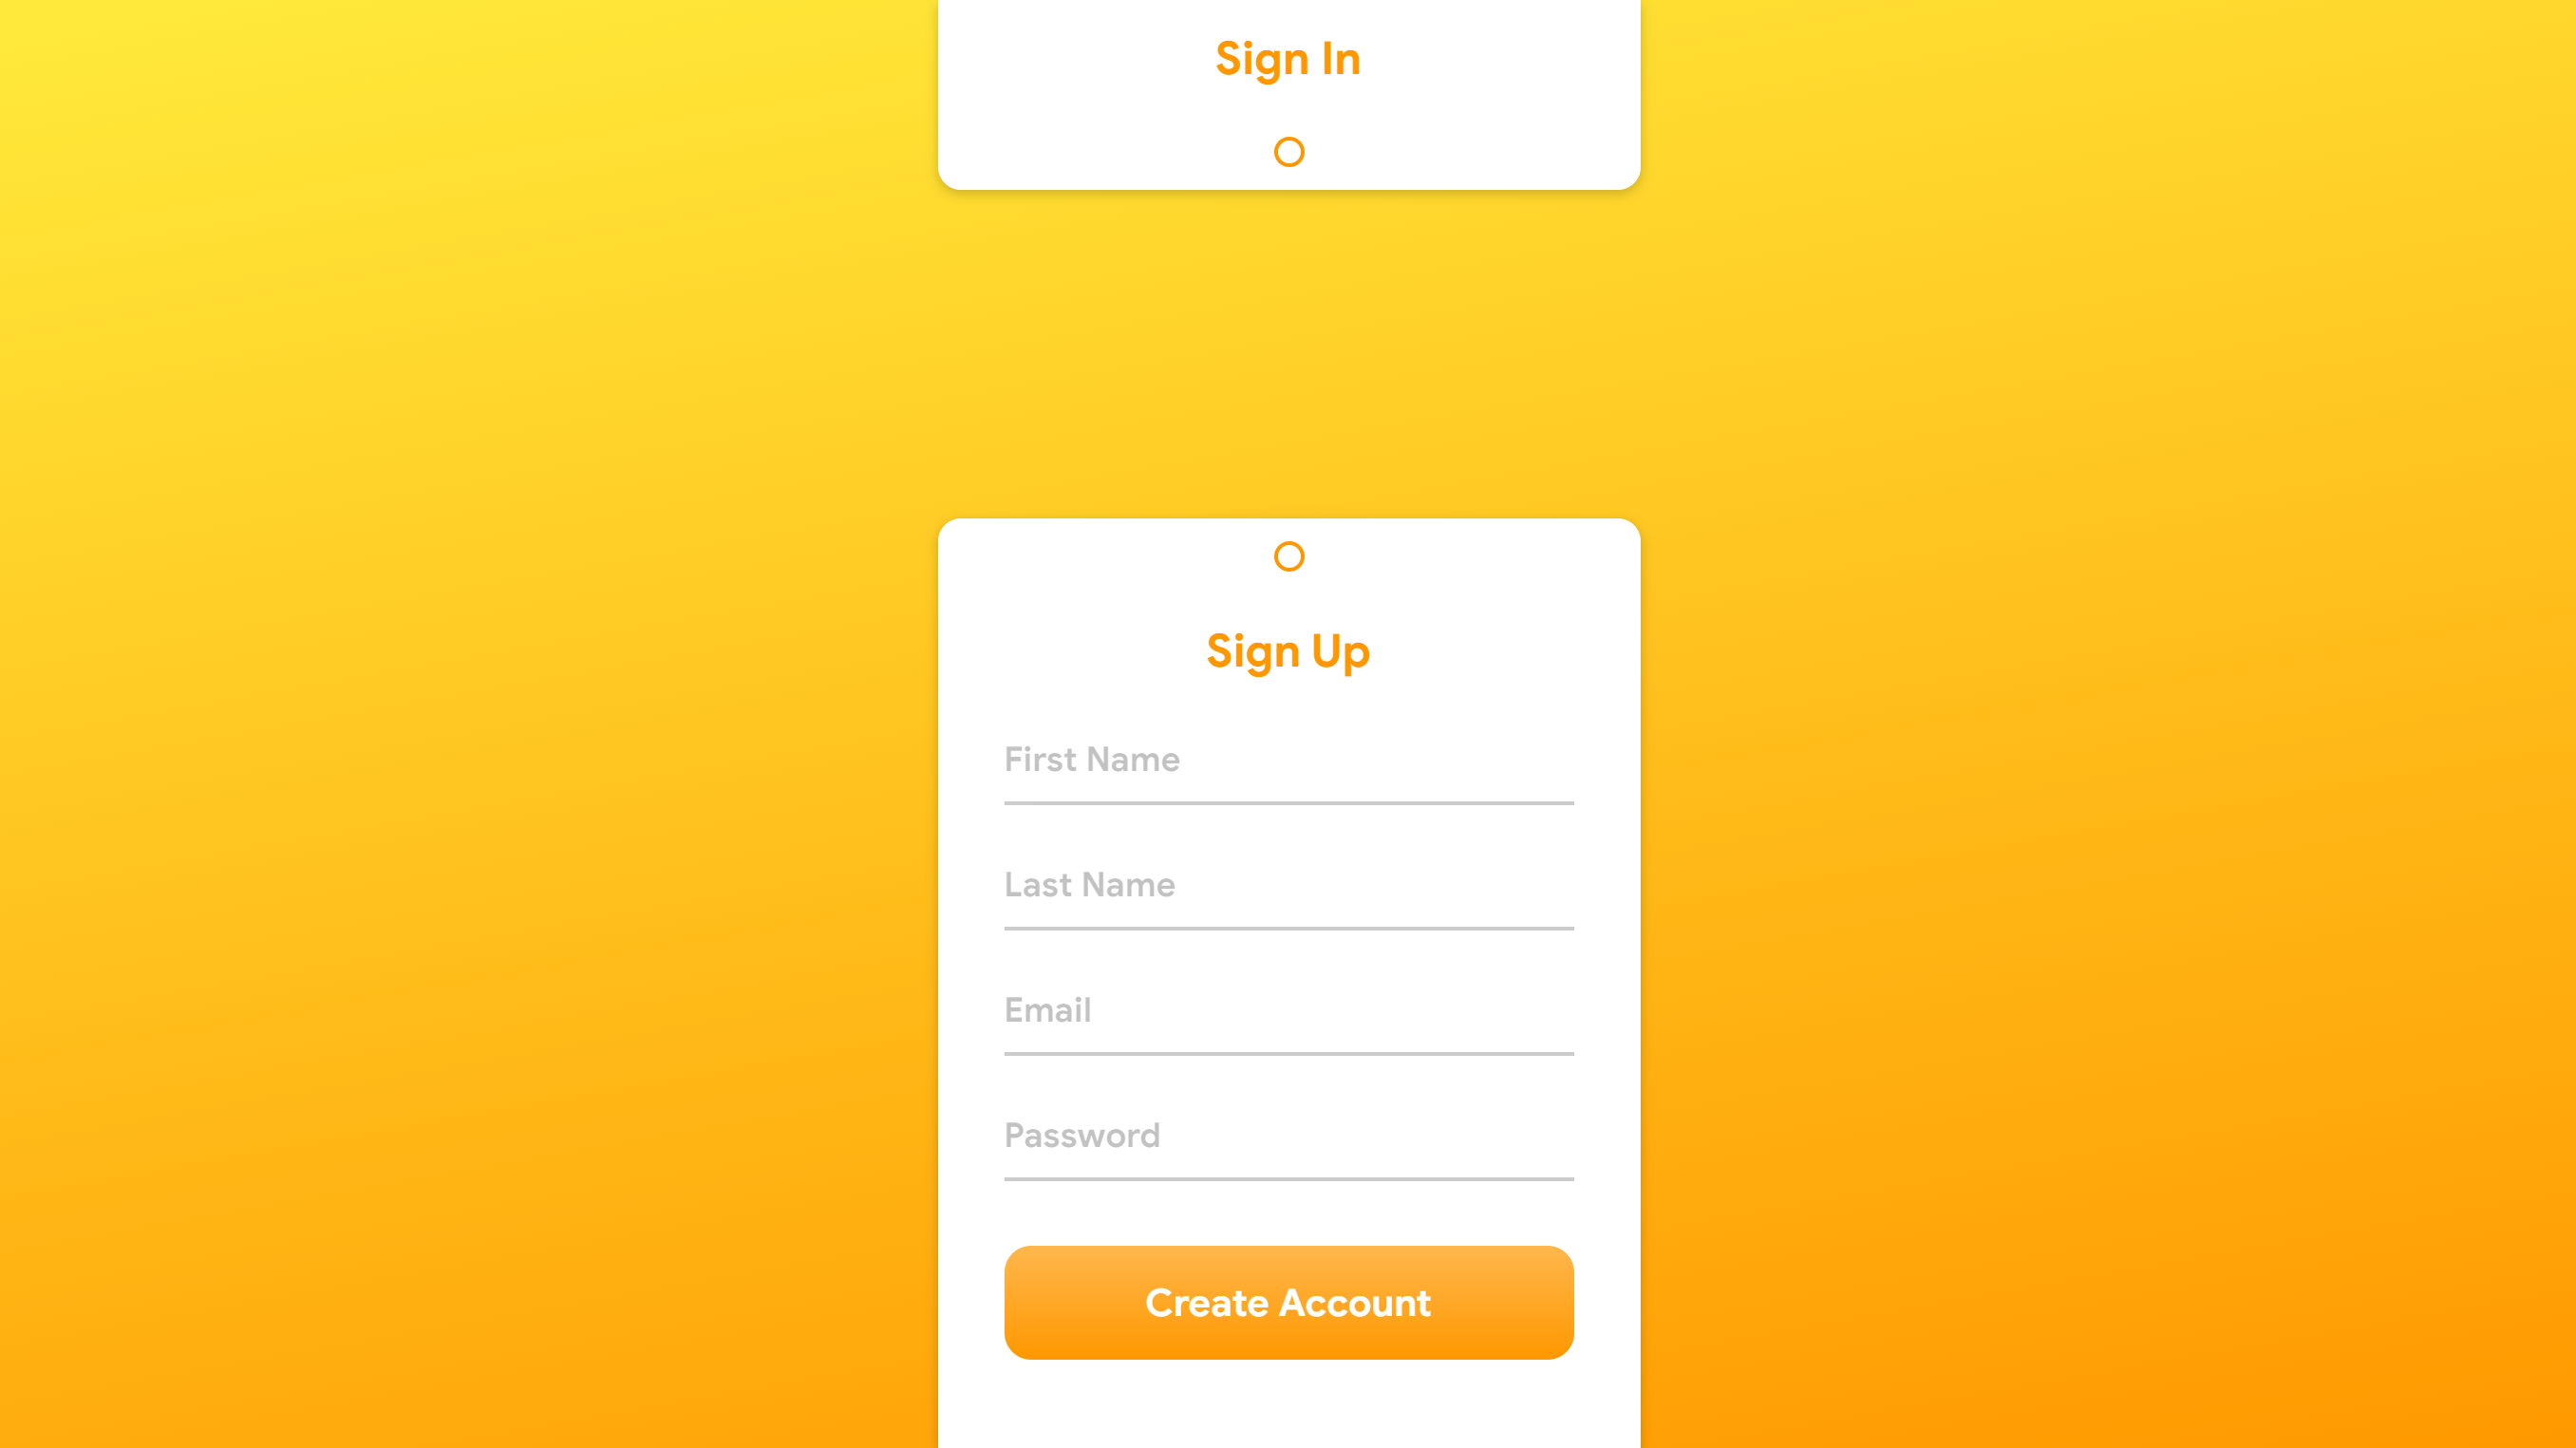 Sign In
Sign Up
First Name
Last Name
Email
Password
Create Account